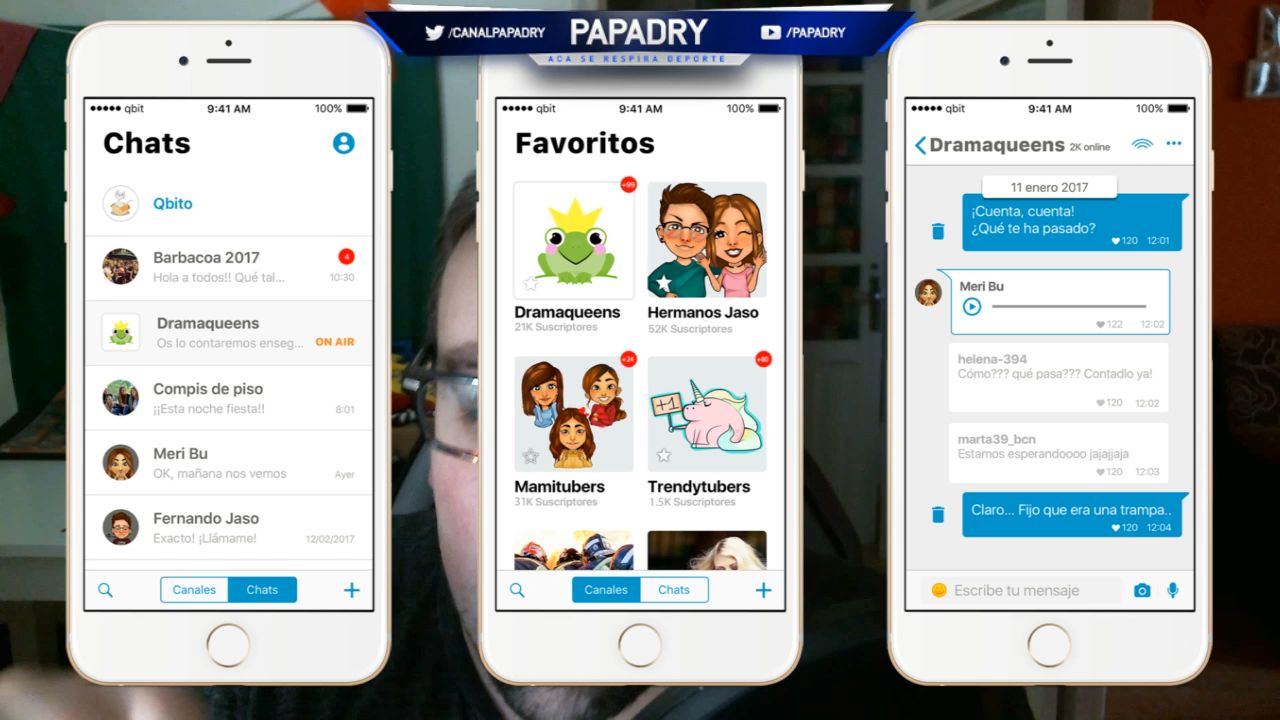 /CANALPAPADRY
PAPADRY
/PAPADRY
ACA SE RESPIRA DEPORTE
qbit
9:41 AM
100%
Chats
Qbito
Barbacoa 2017
4
Hola a todos!! Qué tal...
10:30
Dramaqueens
Os lo contaremos enseg...
ON AIR
Compis de piso
¡¡Esta noche fiesta!!
8:01
Meri Bu
OK, mañana nos vemos
Ayer
Fernando Jaso
Exacto! ¡Llámame!
12/02/2017
Canales
Chats
qbit
9:41 AM
100%
Favoritos
+99
Dramaqueens
21K Suscriptores
Hermanos Jaso
52K Suscriptores
+24
Mamitubers
31K Suscriptores
+80
+1
Trendytubers
1.5K Suscriptores
Canales
Chats
qbit
9:41 AM
100%
Dramaqueens 2K online
11 enero 2017
¡Cuenta, cuenta!
¿Qué te ha pasado?
120 12:01
Meri Bu
122 12:02
helena-394
Cómo??? qué pasa??? Contadlo ya!
120 12:02
marta39_bcn
Estamos esperandoooo jajajjaja
120 12:03
Claro... Fijo que era una trampa..
120 12:04
Escribe tu mensaje